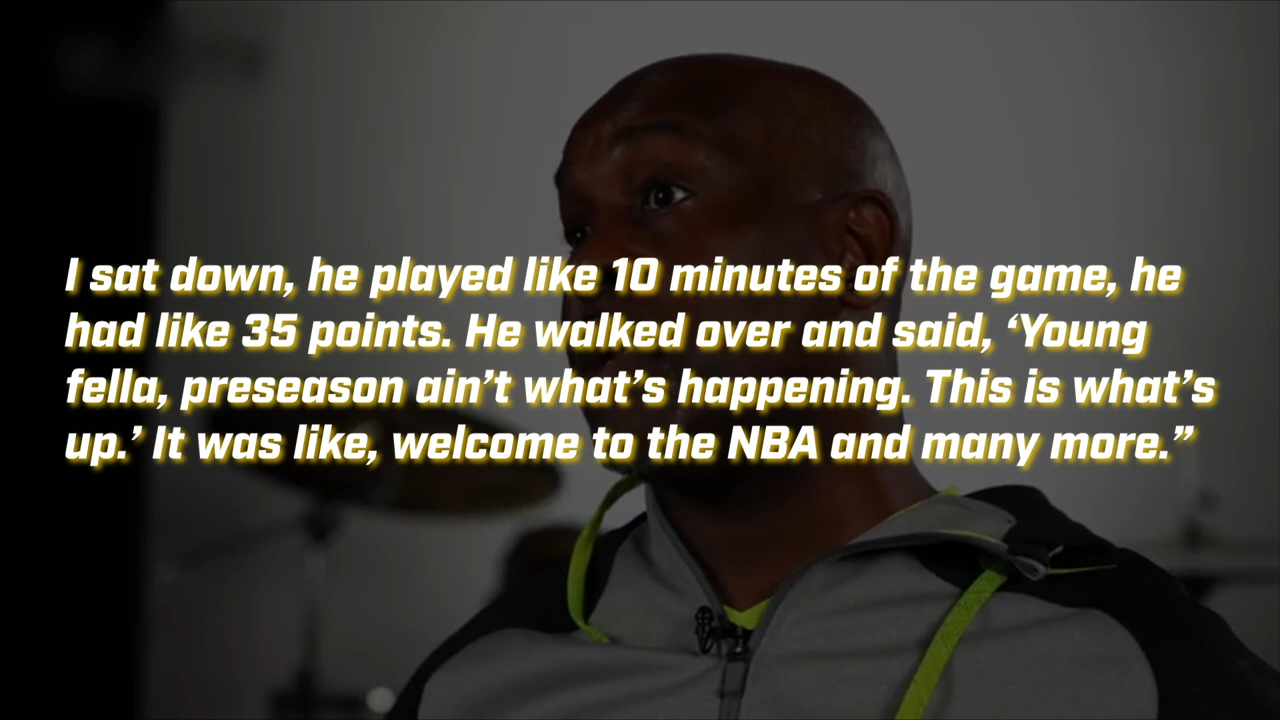 I sat down, he played like 10 minutes of the game, he
had like 35 points. He walked over and said, ‘Young
fella, preseason ain’t what’s happening. This is what’s
up.’ It was like, welcome to the NBA and many more.”